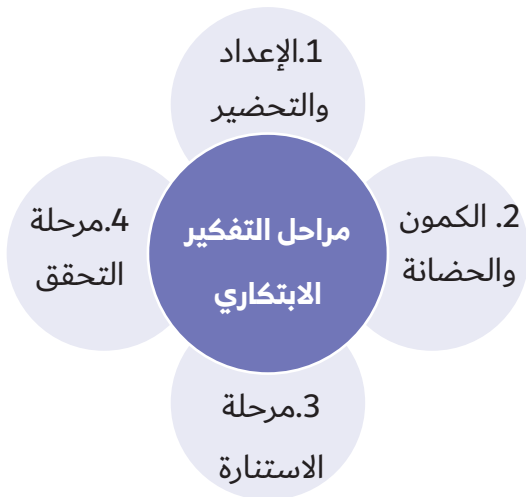 1.الإعداد
والتحضير
2. الكمون
والحضانة
مراحل التفكير
الابتكاري
3.مرحلة
الاستنارة
4.مرحلة
التحقق